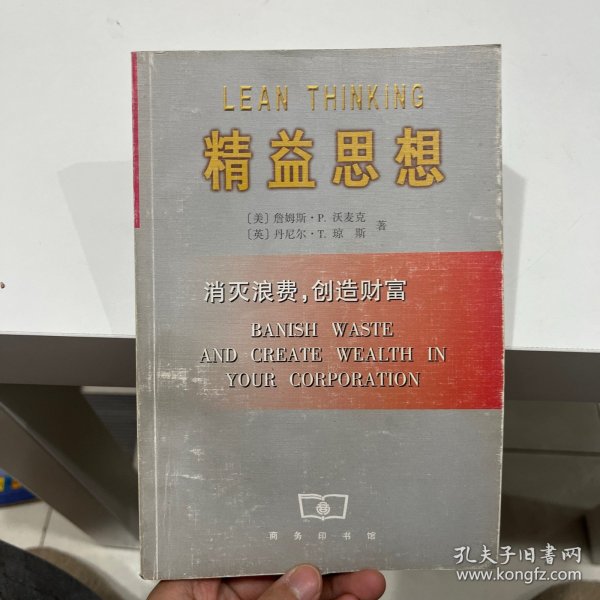 LEAN THINKING
精益思想
〔美〕詹姆斯·P. 沃麦克
〔英〕丹尼尔·T. 琼 斯
著
消灭浪费,创造财富
BANISH WASTE
AND CREATE WEALTH IN
YOUR CORPORATION
商务印书馆
孔夫子旧书网
www.kongfz.com